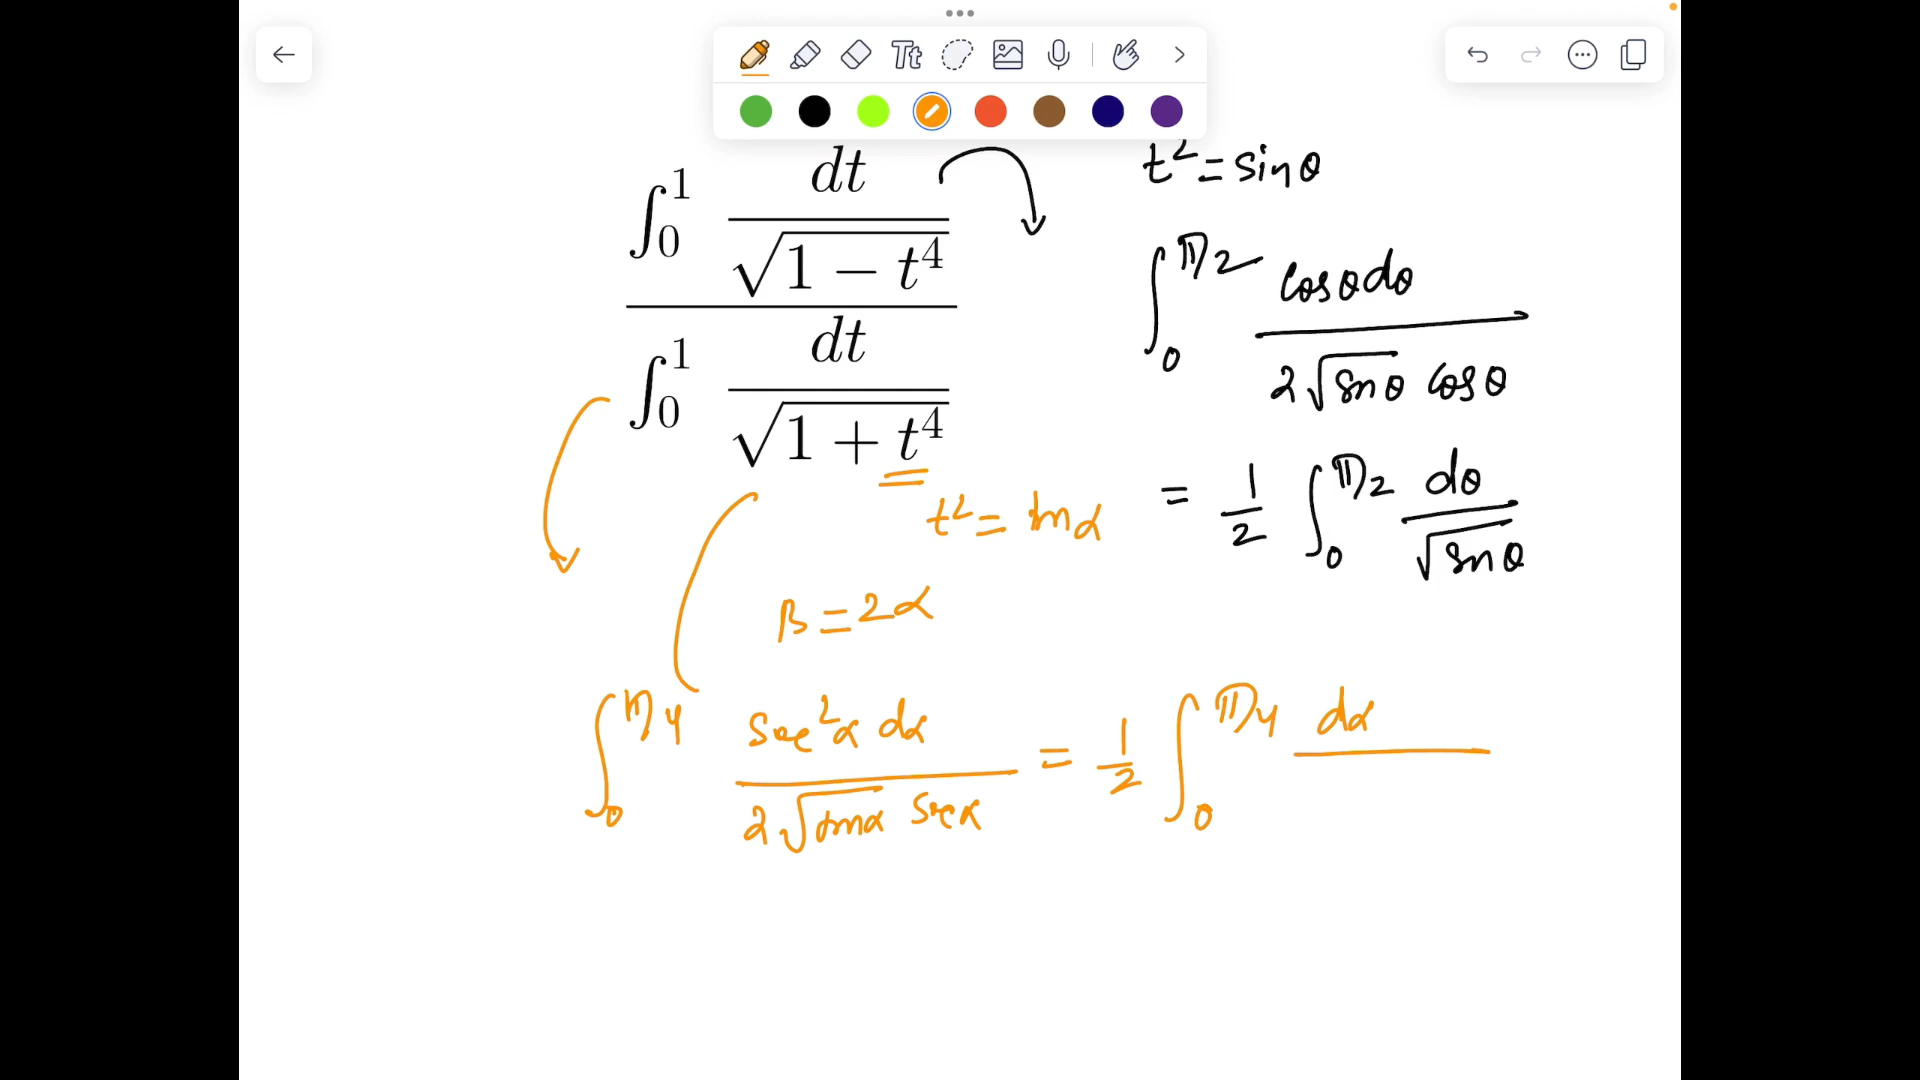 Tt
t² = sinθ
∫₀¹ dt / √(1 − t⁴)
∫₀^π/2 cosθdθ / 2√sinθ cosθ
∫₀¹ dt / √(1 + t⁴)
= 1/2 ∫₀^π/2 dθ / √sinθ
t² = tanα
β = 2α
∫₀^π/4 sec²α dα / 2√tanα secα = 1/2 ∫₀^π/4 dα